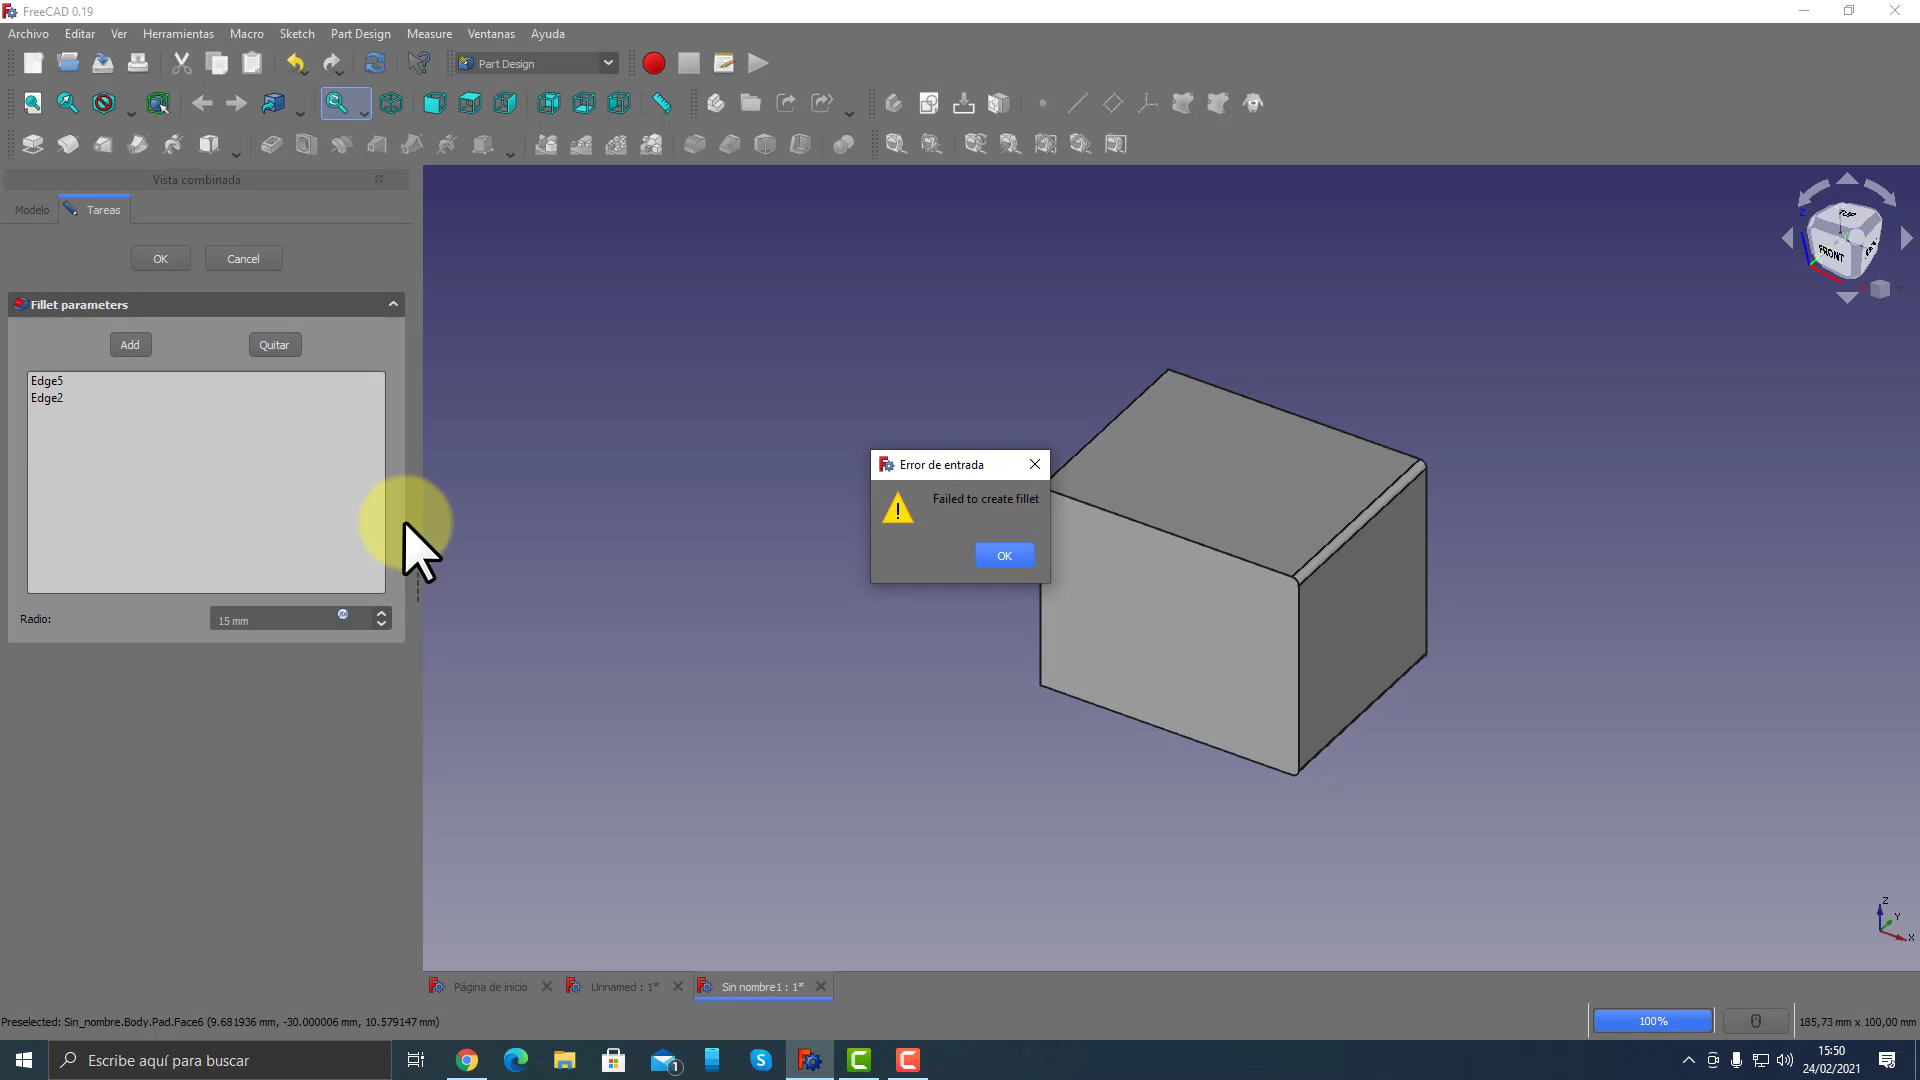 FreeCAD 0.19
Archivo Editar Ver Herramientas Macro Sketch Part Design Measure Ventanas Ayuda
Part Design
Vista combinada
Modelo Tareas
OK Cancel
Fillet parameters
Add Quitar
Edge5
Edge2
Radio: 15 mm
Error de entrada
Failed to create fillet
OK
TOP
FRONT
Z
Z
Y
X
Página de inicio Unnamed : 1* Sin nombre1 : 1*
Preselected: Sin_nombre.Body.Pad.Face6 (9.681936 mm, -30.000006 mm, 10.579147 mm)
100% 185,73 mm x 100,00 mm
Escribe aquí para buscar
1
15:50
24/02/2021